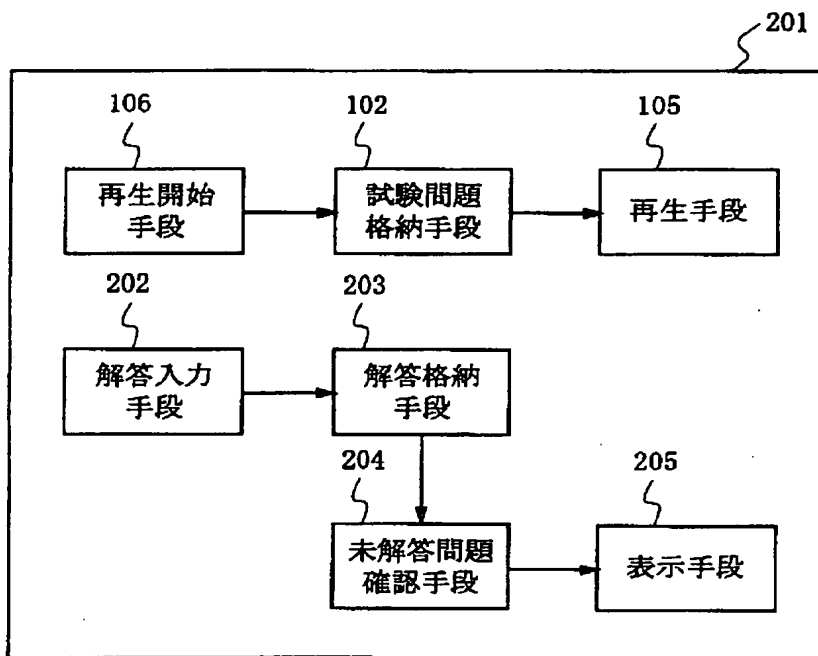 201
106
102
105
再生開始
手段
試験問題
格納手段
再生手段
202
203
解答入力
手段
解答格納
手段
204
205
未解答問題
確認手段
表示手段